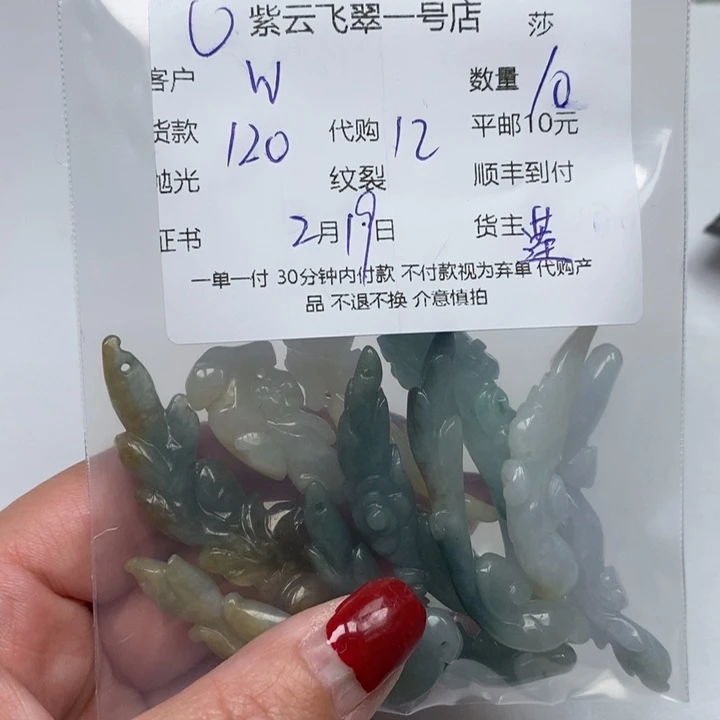 紫云飞翠一号店 莎
客户 W 数量 10
货款 120 代购 12 平邮10元
抛光 纹裂 顺丰到付
证书 2月19日 货主
一单一付 30分钟内付款 不付款视为弃单 代购产
品 不退不换 介意慎拍